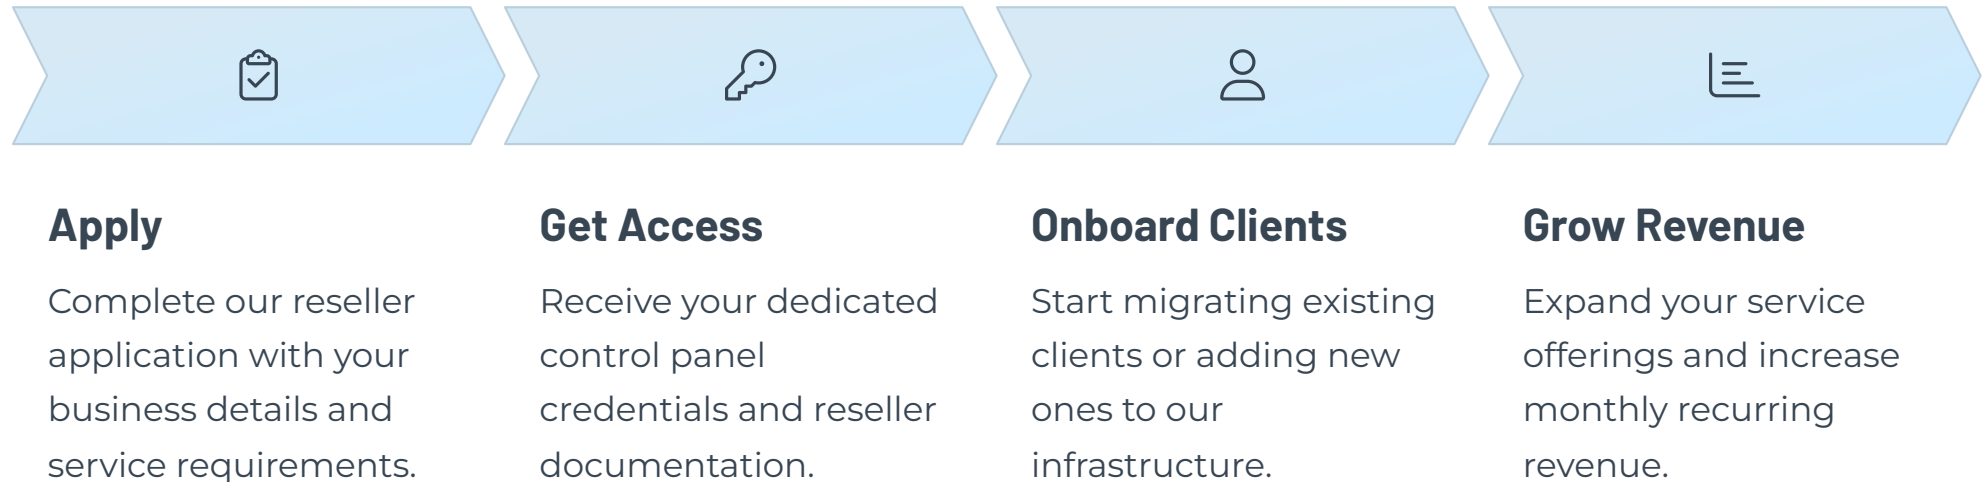 Apply
Complete our reseller
application with your
business details and
service requirements.
Get Access
Receive your dedicated
control panel
credentials and reseller
documentation.
Onboard Clients
Start migrating existing
clients or adding new
ones to our
infrastructure.
Grow Revenue
Expand your service
offerings and increase
monthly recurring
revenue.